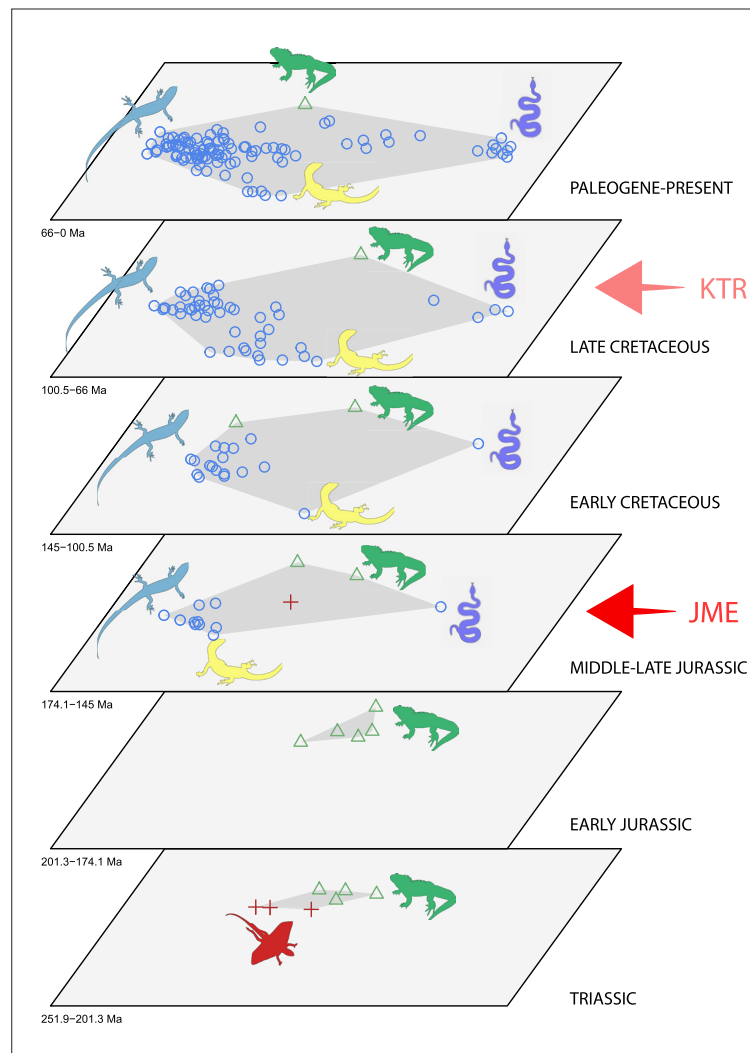 PALEOGENE-PRESENT
66−0 Ma
KTR
LATE CRETACEOUS
100.5−66 Ma
EARLY CRETACEOUS
145−100.5 Ma
JME
MIDDLE-LATE JURASSIC
174.1−145 Ma
EARLY JURASSIC
201.3−174.1 Ma
TRIASSIC
251.9−201.3 Ma